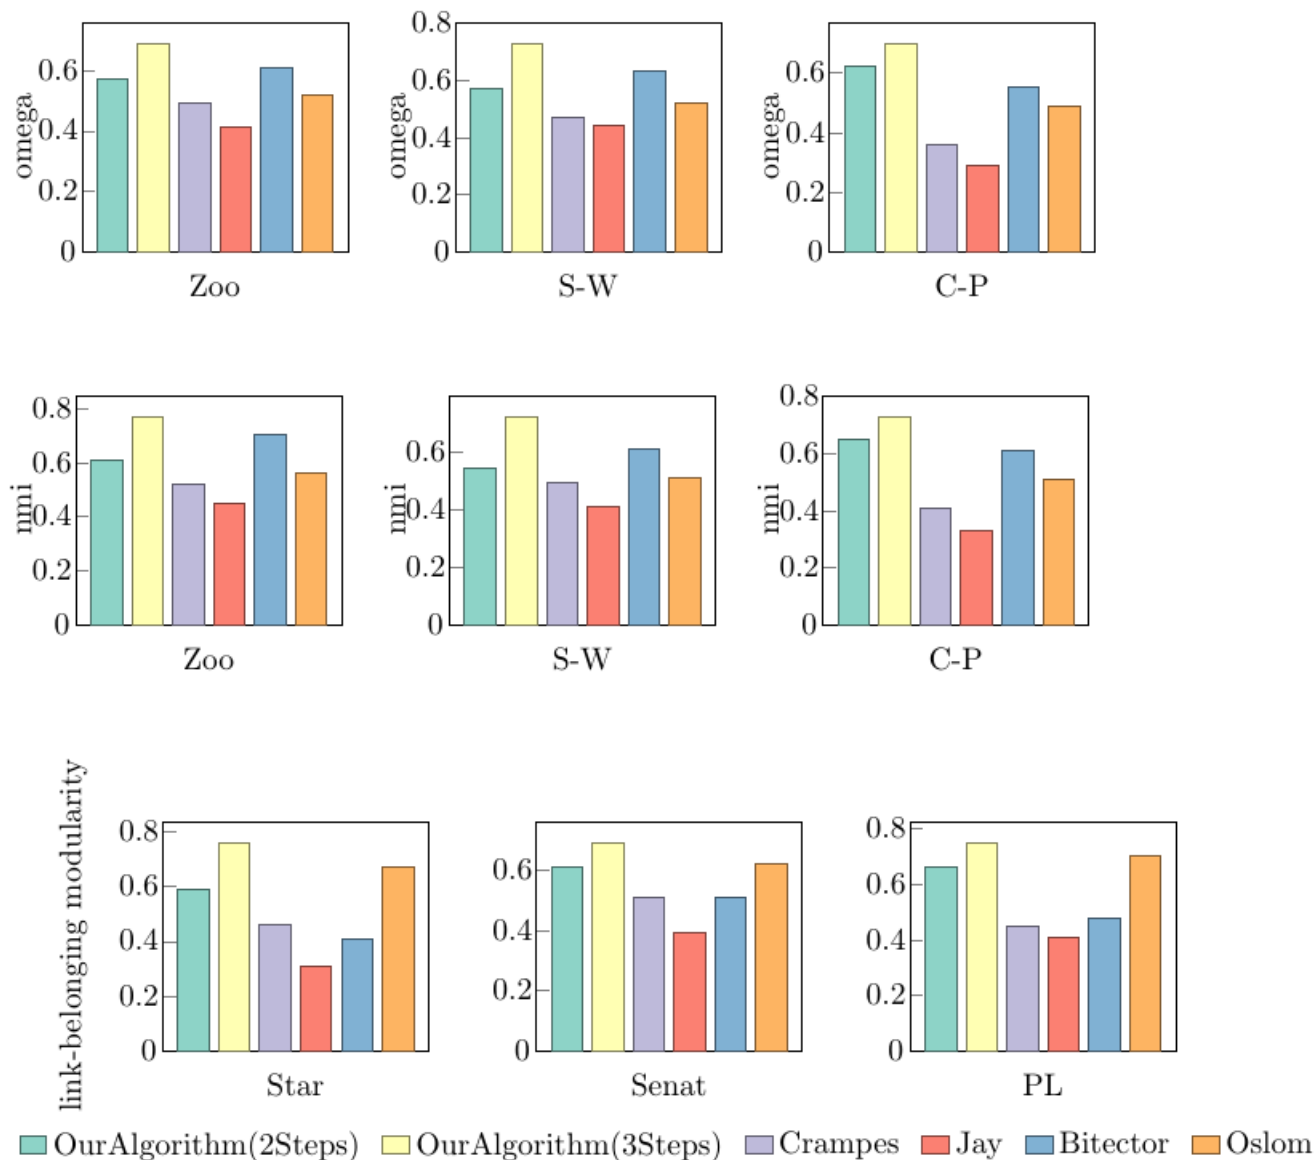 0.6
0.4
0.2
0
omega
Zoo
0.8
0.6
0.4
0.2
0
omega
S-W
0.6
0.4
0.2
0
omega
C-P
0.8
0.6
0.4
0.2
0
nmi
Zoo
0.6
0.4
0.2
0
nmi
S-W
0.8
0.6
0.4
0.2
0
nmi
C-P
link-belonging modularity
0.8
0.6
0.4
0.2
0
Star
0.6
0.4
0.2
0
Senat
0.8
0.6
0.4
0.2
0
PL
OurAlgorithm(2Steps) OurAlgorithm(3Steps) Crampes Jay Bitector Oslom